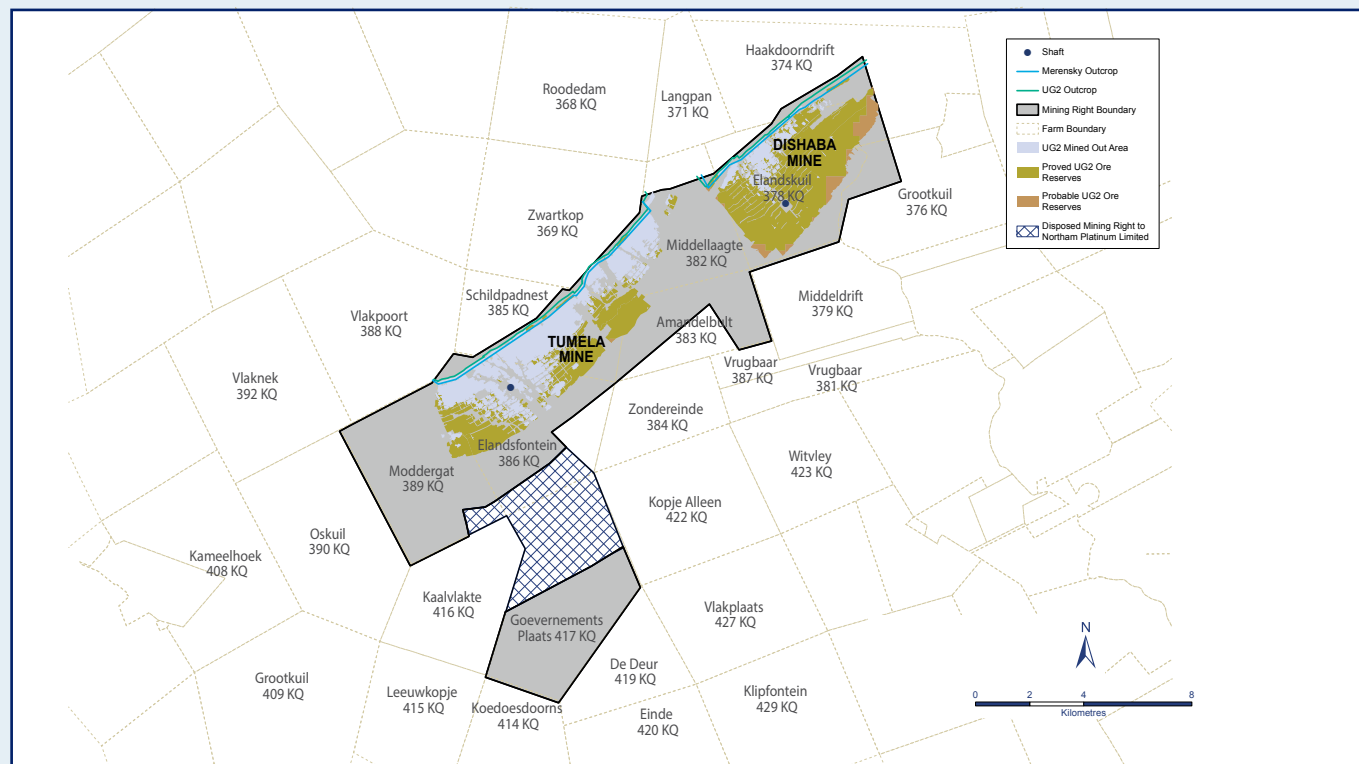 Haakdoorndrift
374 KQ
Roodedam
368 KQ
Langpan
371 KQ
DISHABA
MINE
Elandskuil
378 KQ
Grootkuil
376 KQ
Zwartkop
369 KQ
Middellaagte
382 KQ
Schildpadnest
385 KQ
Middeldrift
379 KQ
Vlakpoort
388 KQ
Amandelbult
383 KQ
TUMELA
MINE
Vrugbaar
387 KQ
Vrugbaar
381 KQ
Vlaknek
392 KQ
Zondereinde
384 KQ
Elandsfontein
386 KQ
Witvley
423 KQ
Moddergat
389 KQ
Kopje Alleen
422 KQ
Oskuil
390 KQ
Kameelhoek
408 KQ
Kaalvlakte
416 KQ
Vlakplaats
427 KQ
Goevernements
Plaats 417 KQ
De Deur
419 KQ
Grootkuil
409 KQ
Leeuwkopje
415 KQ
Koedoesdoorns
414 KQ
Klipfontein
429 KQ
Einde
420 KQ
Shaft
Merensky Outcrop
UG2 Outcrop
Mining Right Boundary
Farm Boundary
UG2 Mined Out Area
Proved UG2 Ore
Reserves
Probable UG2 Ore
Reserves
Disposed Mining Right to
Northam Platinum Limited
N
0 2 4 8
Kilometres